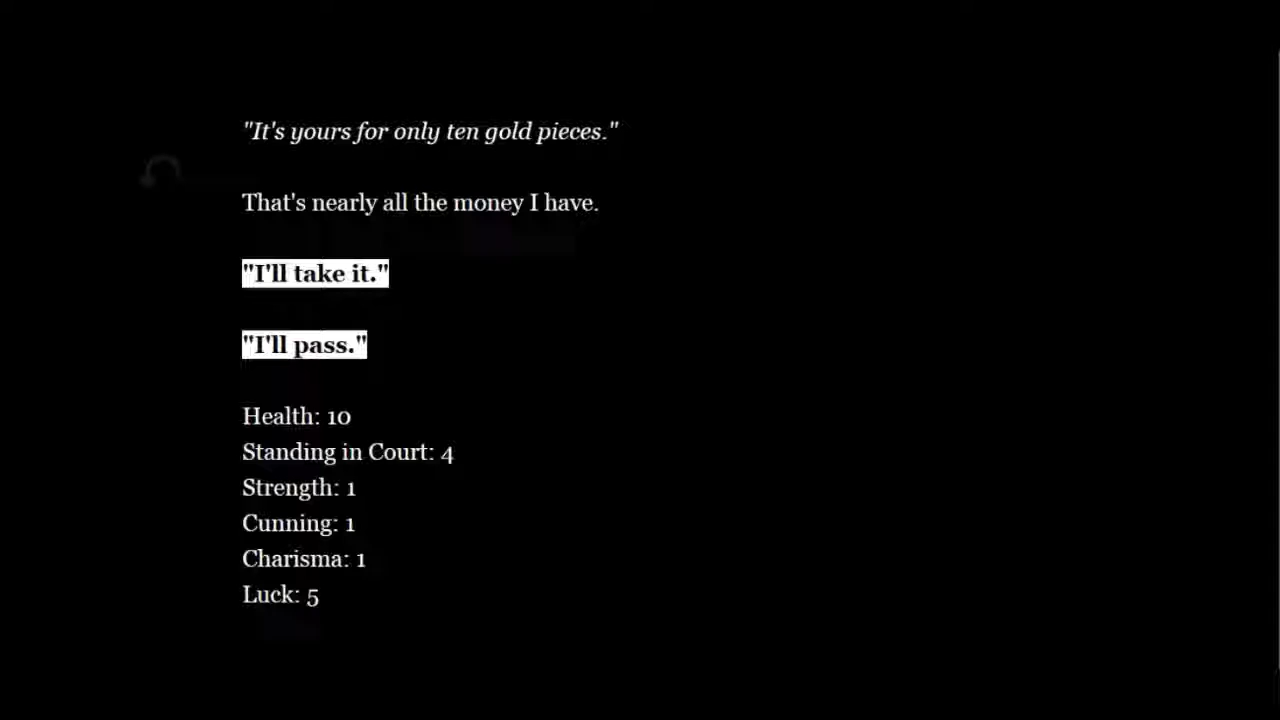 "It's yours for only ten gold pieces."
That's nearly all the money I have.
"I'll take it."
"I'll pass."
Health: 10
Standing in Court: 4
Strength: 1
Cunning: 1
Charisma: 1
Luck: 5